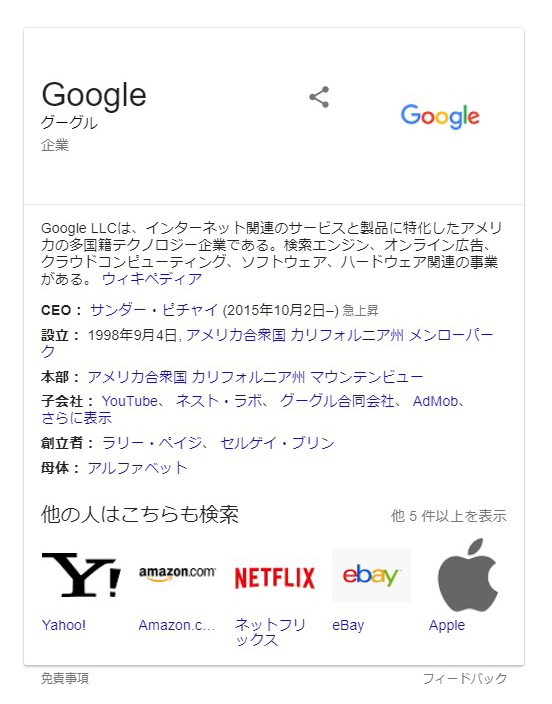 Google
グーグル
企業
Google
Google LLCは、インターネット関連のサービスと製品に特化したアメリ
カの多国籍テクノロジー企業である。検索エンジン、オンライン広告、
クラウドコンピューティング、ソフトウェア、ハードウェア関連の事業
がある。 ウィキペディア
CEO： サンダー・ピチャイ (2015年10月2日–) 急上昇
設立： 1998年9月4日, アメリカ合衆国 カリフォルニア州 メンローパー
ク
本部： アメリカ合衆国 カリフォルニア州 マウンテンビュー
子会社： YouTube、 ネスト・ラボ、 グーグル合同会社、 AdMob、
さらに表示
創立者： ラリー・ペイジ、 セルゲイ・ブリン
母体： アルファベット
他の人はこちらも検索 他 5 件以上を表示
Y! amazon.com NETFLIX ebay
Yahoo! Amazon.c... ネットフリ eBay Apple
ックス
免責事項 フィードバック